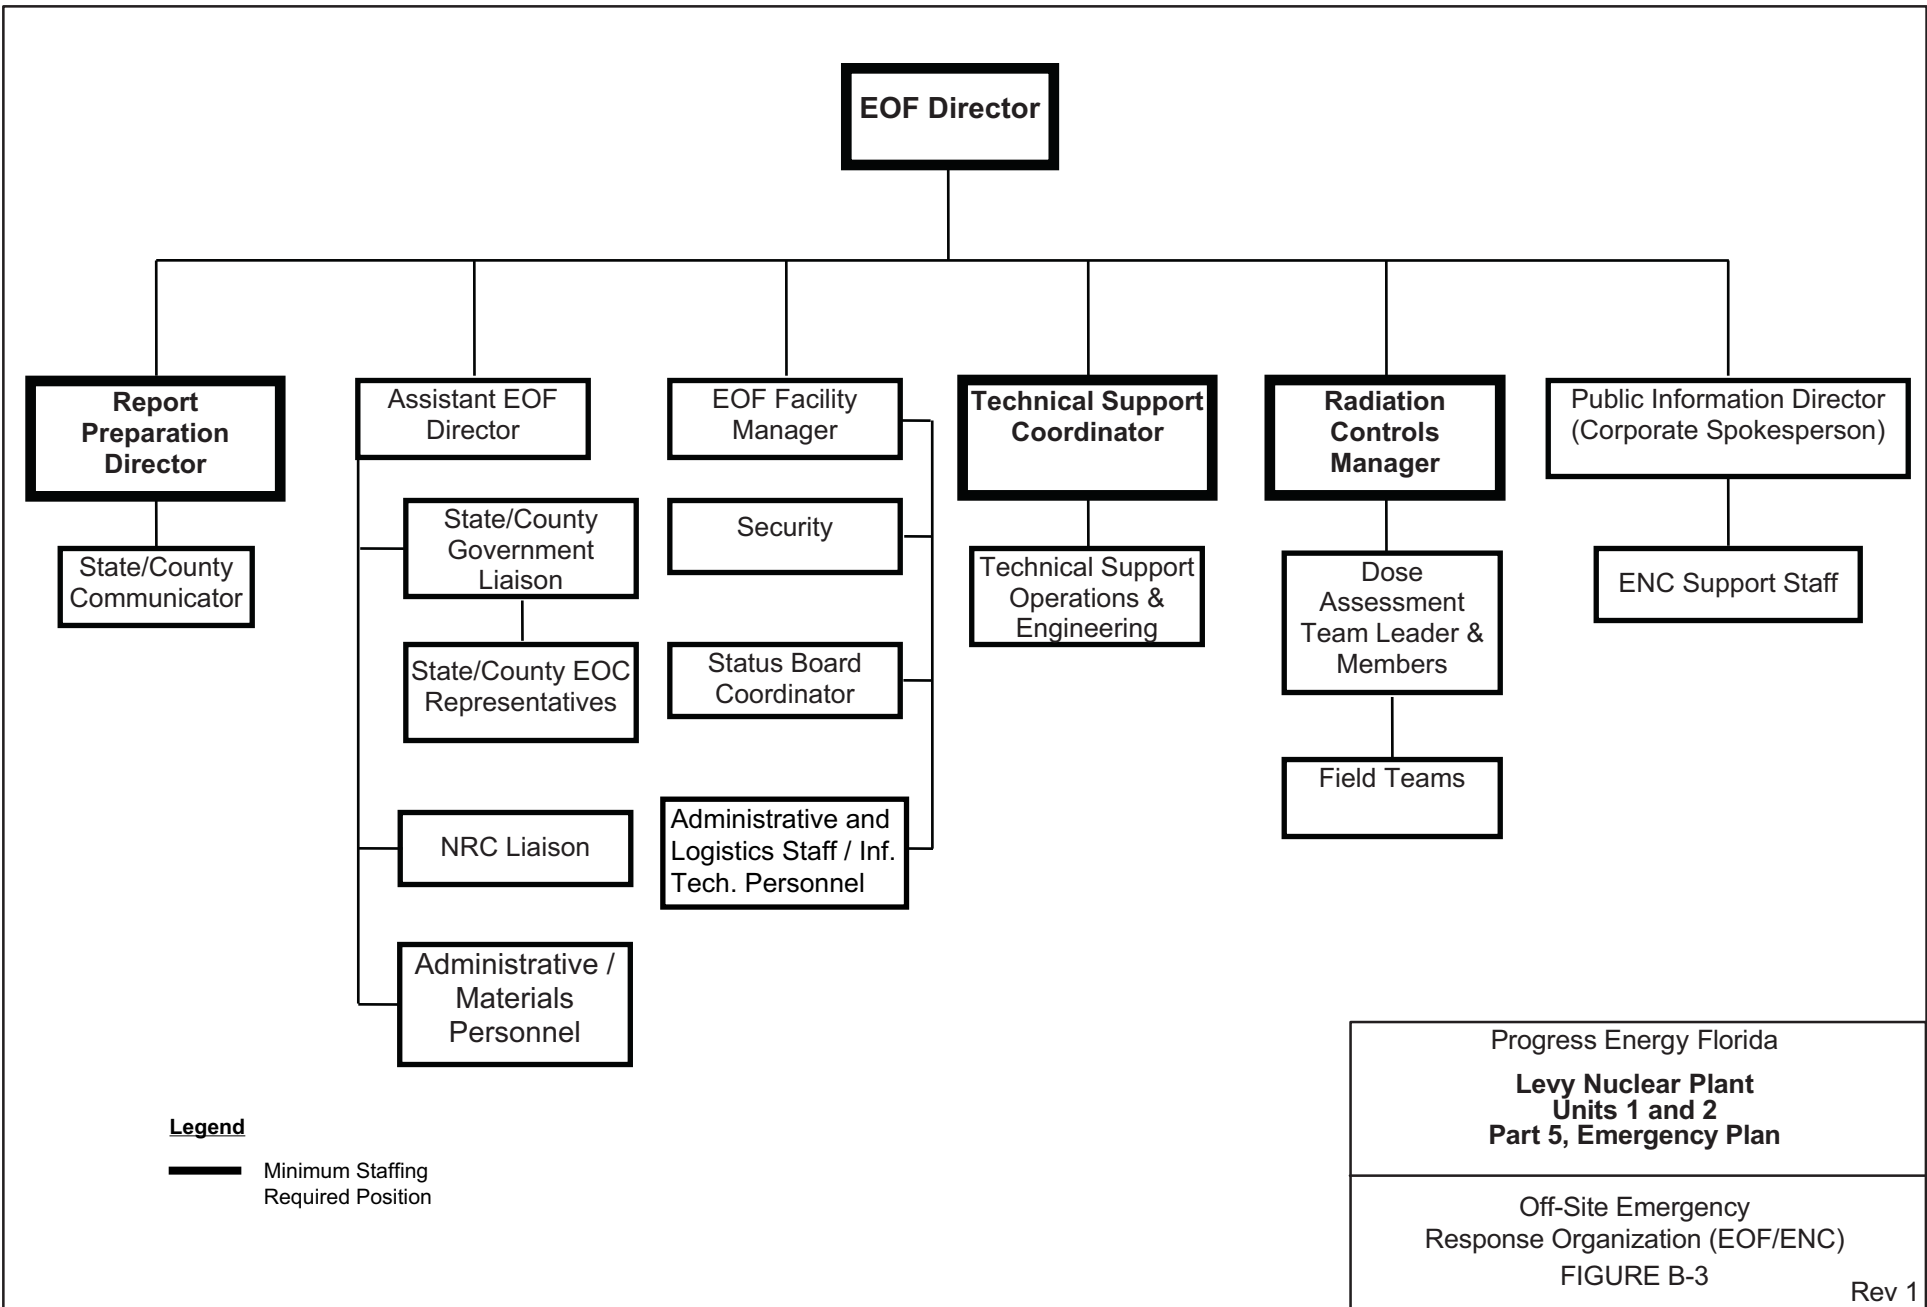 EOF Director
Report
Preparation
Director
Assistant EOF
Director
EOF Facility
Manager
Technical Support
Coordinator
Radiation
Controls
Manager
Public Information Director
(Corporate Spokesperson)
State/County
Communicator
State/County
Government
Liaison
State/County EOC
Representatives
NRC Liaison
Administrative /
Materials
Personnel
Security
Status Board
Coordinator
Administrative and
Logistics Staff / Inf.
Tech. Personnel
Technical Support
Operations &
Engineering
Dose
Assessment
Team Leader &
Members
Field Teams
ENC Support Staff
Legend
Minimum Staffing
Required Position
Progress Energy Florida
Levy Nuclear Plant
Units 1 and 2
Part 5, Emergency Plan
Off-Site Emergency
Response Organization (EOF/ENC)
FIGURE B-3
Rev 1